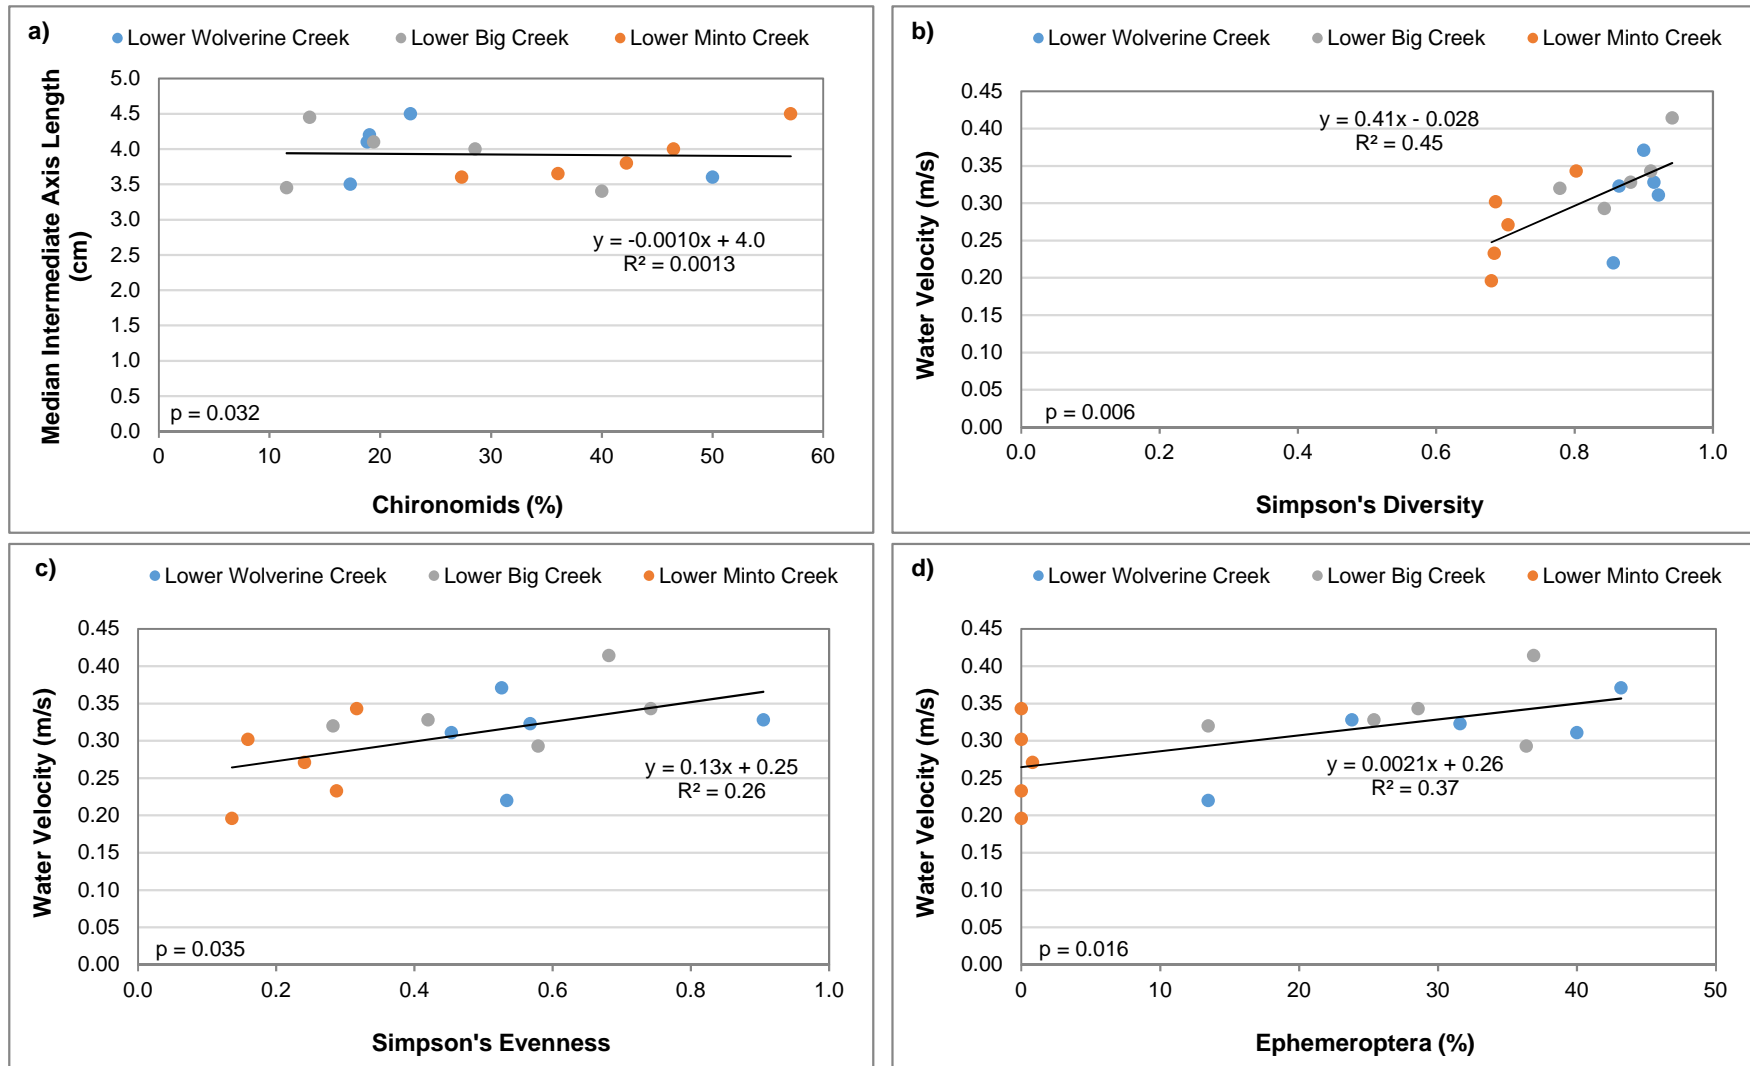 a)
Lower Wolverine Creek Lower Big Creek Lower Minto Creek
Median Intermediate Axis Length
(cm)
5.0
4.5
4.0
3.5
3.0
2.5
2.0
1.5
1.0
0.5
0.0
y = -0.0010x + 4.0
R² = 0.0013
p = 0.032
0 10 20 30 40 50 60
Chironomids (%)
b)
Lower Wolverine Creek Lower Big Creek Lower Minto Creek
Water Velocity (m/s)
0.45
0.40
0.35
0.30
0.25
0.20
0.15
0.10
0.05
0.00
y = 0.41x - 0.028
R² = 0.45
p = 0.006
0.0 0.2 0.4 0.6 0.8 1.0
Simpson's Diversity
c)
Lower Wolverine Creek Lower Big Creek Lower Minto Creek
Water Velocity (m/s)
0.45
0.40
0.35
0.30
0.25
0.20
0.15
0.10
0.05
0.00
y = 0.13x + 0.25
R² = 0.26
p = 0.035
0.0 0.2 0.4 0.6 0.8 1.0
Simpson's Evenness
d)
Lower Wolverine Creek Lower Big Creek Lower Minto Creek
Water Velocity (m/s)
0.45
0.40
0.35
0.30
0.25
0.20
0.15
0.10
0.05
0.00
y = 0.0021x + 0.26
R² = 0.37
p = 0.016
0 10 20 30 40 50
Ephemeroptera (%)